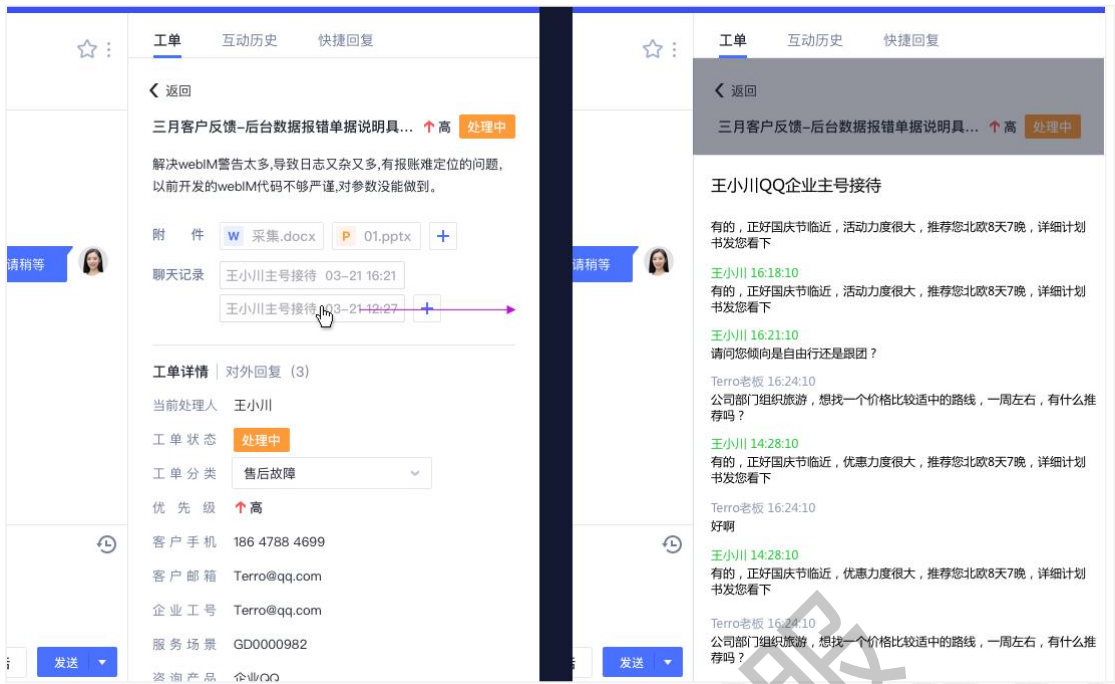 工单 互动历史 快捷回复
返回
三月客户反馈-后台数据报错单据说明具... 高 处理中
解决webIM警告太多,导致日志又杂又多,有报账难定位的问题,
以前开发的webIM代码不够严谨,对参数没能做到。
附 件 W 采集.docx P 01.pptx +
请稍等
聊天记录 王小川主号接待 03-21 16:21
王小川主号接待 03-21 12:27 +
工单详情 对外回复 (3)
当前处理人 王小川
工单状态 处理中
工单分类 售后故障
优 先 级 高
客户手机 186 4788 4699
客户邮箱 Terro@qq.com
企业工号 Terro@qq.com
服务场景 GD0000982
发送
咨询产品 企业QQ
工单 互动历史 快捷回复
返回
三月客户反馈-后台数据报错单据说明具... 高 处理中
王小川QQ企业主号接待
有的，正好国庆节临近，活动力度很大，推荐您北欧8天7晚，详细计划
书发您看下
请稍等
王小川 16:18:10
有的，正好国庆节临近，活动力度很大，推荐您北欧8天7晚，详细计划
书发您看下
王小川 16:21:10
请问您倾向是自由行还是跟团？
Terro老板 16:24:10
公司部门组织旅游，想找一个价格比较适中的路线，一周左右，有什么推
荐吗？
王小川 14:28:10
有的，正好国庆节临近，优惠力度很大，推荐您北欧8天7晚，详细计划
书发您看下
Terro老板 16:24:10
好啊
王小川 14:28:10
有的，正好国庆节临近，优惠力度很大，推荐您北欧8天7晚，详细计划
书发您看下
Terro老板 16:24:10
公司部门组织旅游，想找一个价格比较适中的路线，一周左右，有什么推
荐吗？
发送